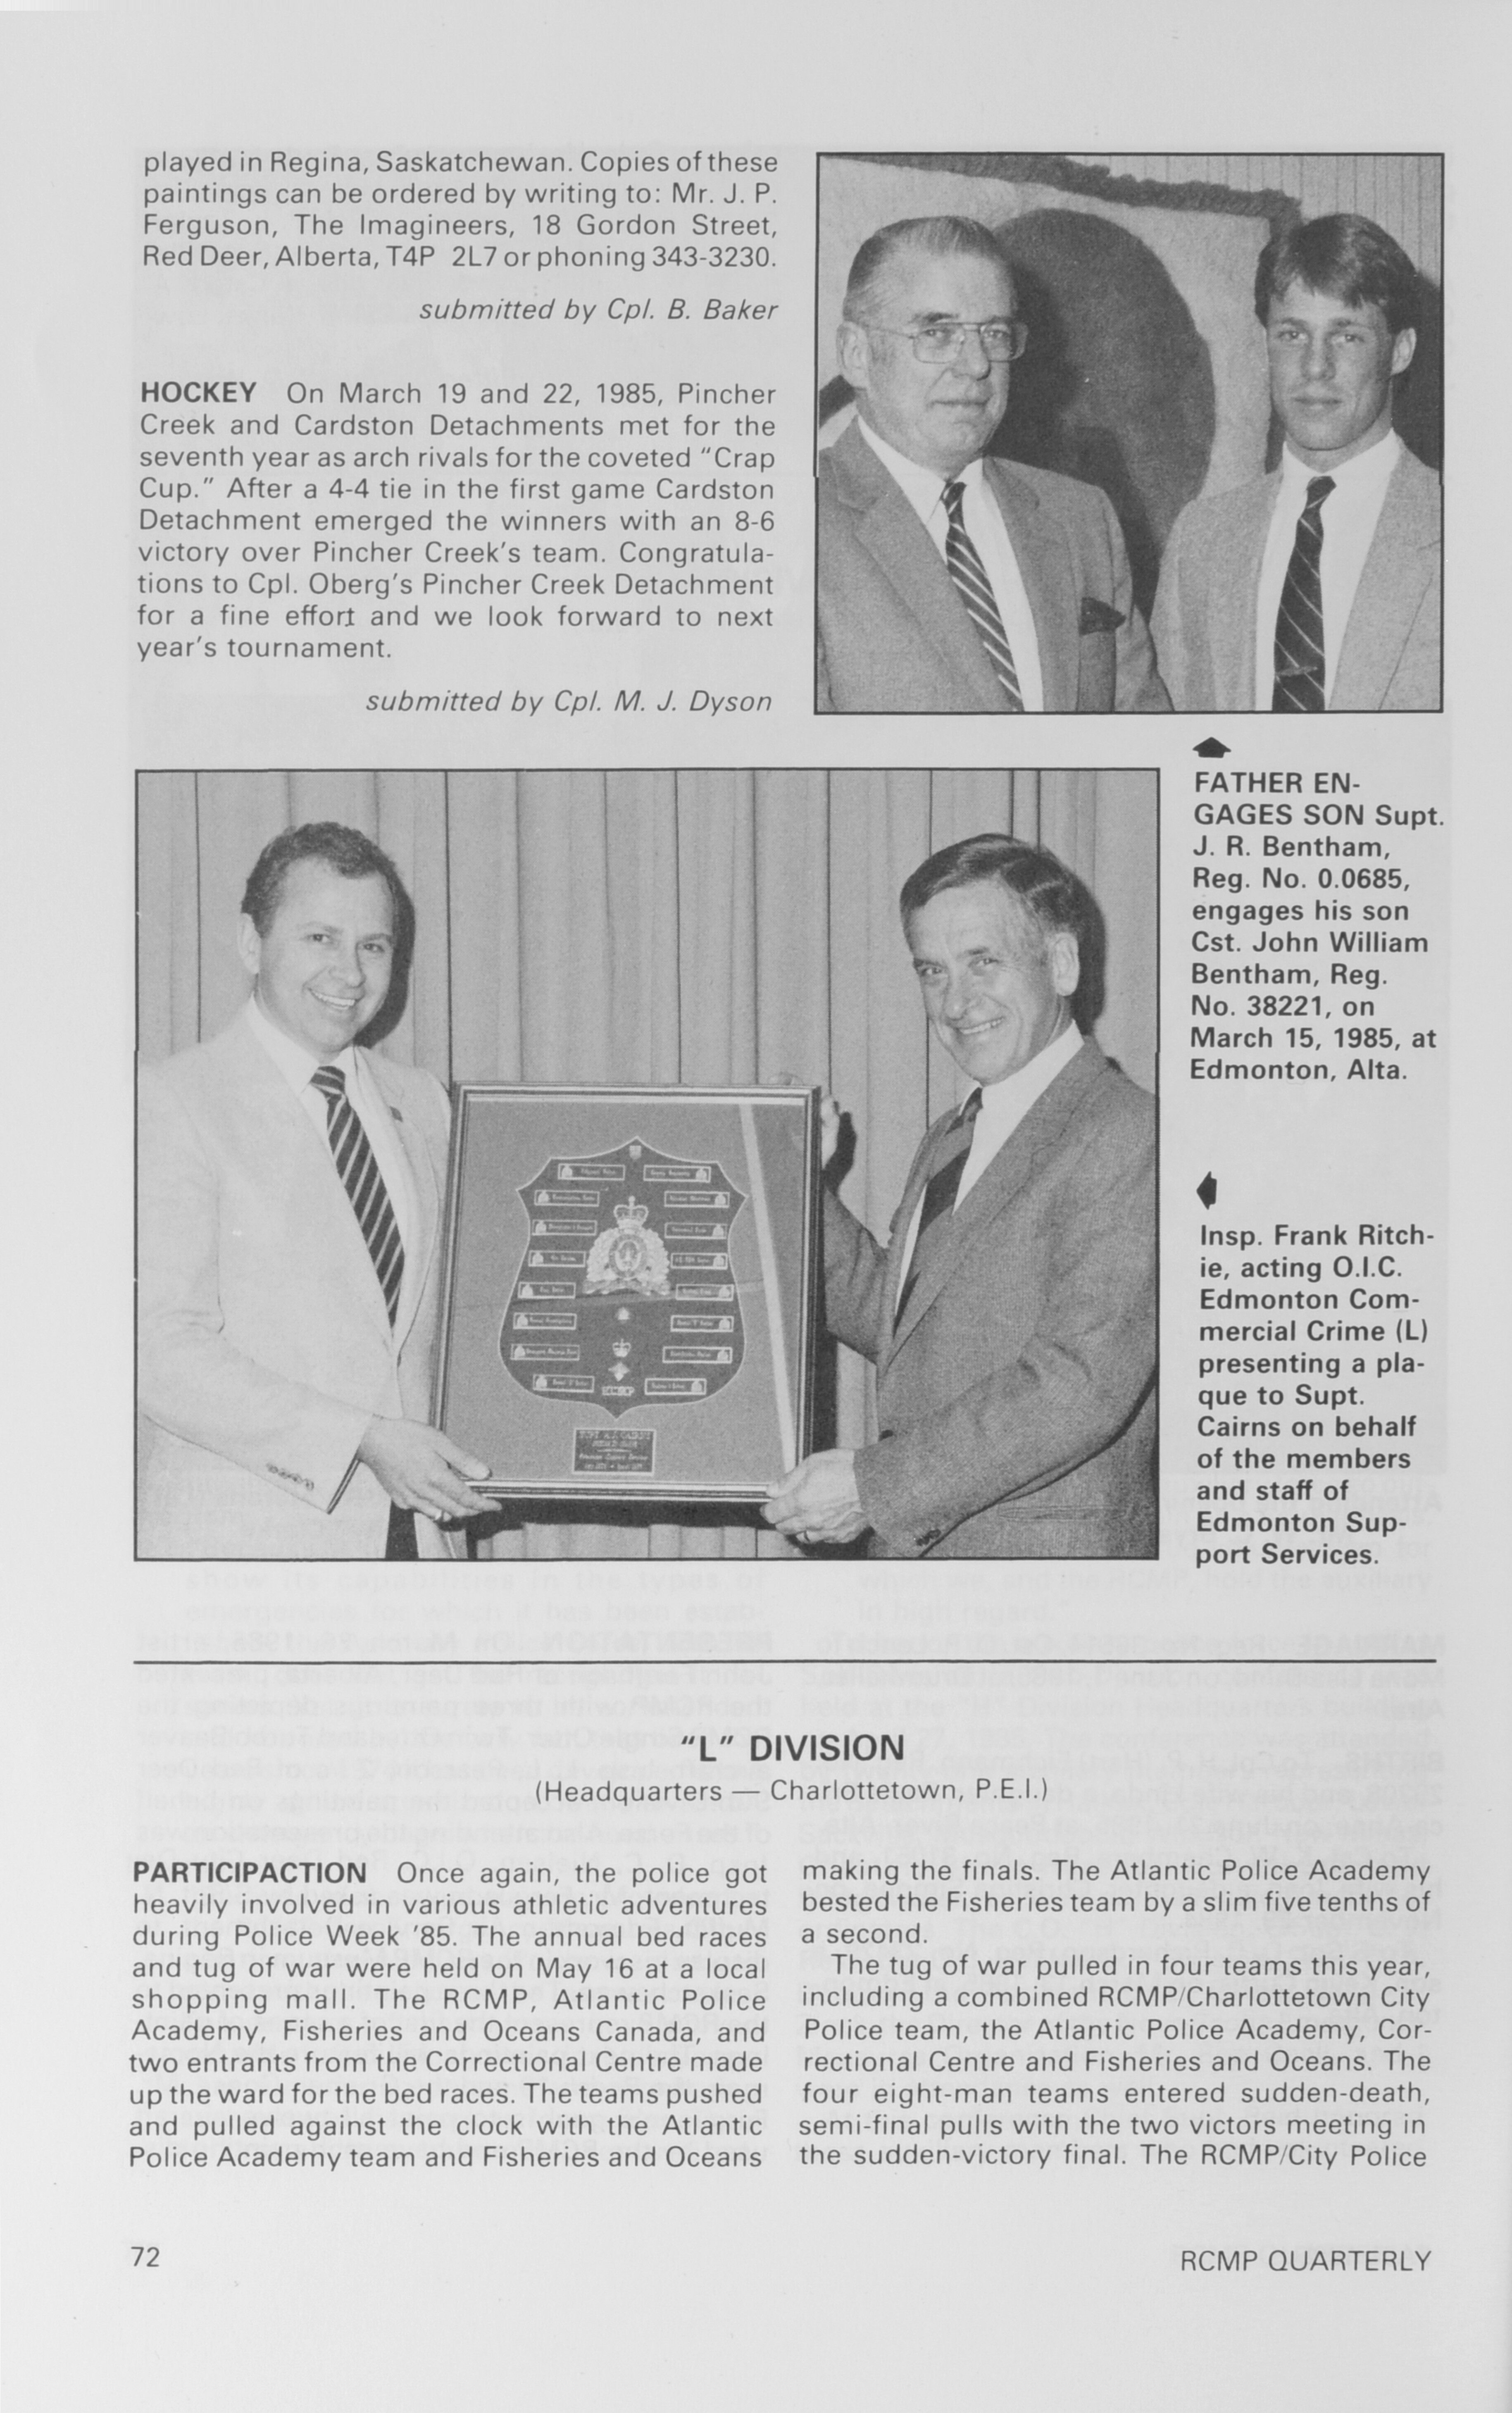 played in Regina, Saskatchewan. Copies of these
paintings can be ordered by writing to: Mr. J. P.
Ferguson, The Imagineers, 18 Gordon Street,
Red Deer, Alberta, T4P 2L7 or phoning 343-3230.
submitted by Cpl. B. Baker
HOCKEY On March 19 and 22, 1985, Pincher
Creek and Cardston Detachments met for the
seventh year as arch rivals for the coveted "Crap
Cup." After a 4-4 tie in the first game Cardston
Detachment emerged the winners with an 8-6
victory over Pincher Creek's team. Congratula-
tions to Cpl. Oberg's Pincher Creek Detachment
for a fine effort and we look forward to next
year's tournament.
submitted by Cpl. M. J. Dyson
FATHER EN-
GAGES SON Supt.
J. R. Bentham,
Reg. No. 0.0685,
engages his son
Cst. John William
Bentham, Reg.
No. 38221, on
March 15, 1985, at
Edmonton, Alta.
Insp. Frank Ritch-
ie, acting O.I.C.
Edmonton Com-
mercial Crime (L)
presenting a pla-
que to Supt.
Cairns on behalf
of the members
and staff of
Edmonton Sup-
port Services.
"L" DIVISION
(Headquarters — Charlottetown, P.E.I.)
PARTICIPACTION Once again, the police got
heavily involved in various athletic adventures
during Police Week '85. The annual bed races
and tug of war were held on May 16 at a local
shopping mall. The RCMP, Atlantic Police
Academy, Fisheries and Oceans Canada, and
two entrants from the Correctional Centre made
up the ward for the bed races. The teams pushed
and pulled against the clock with the Atlantic
Police Academy team and Fisheries and Oceans
making the finals. The Atlantic Police Academy
bested the Fisheries team by a slim five tenths of
a second.
The tug of war pulled in four teams this year,
including a combined RCMP/Charlottetown City
Police team, the Atlantic Police Academy, Cor-
rectional Centre and Fisheries and Oceans. The
four eight-man teams entered sudden-death,
semi-final pulls with the two victors meeting in
the sudden-victory final. The RCMP/City Police
72
RCMP QUARTERLY